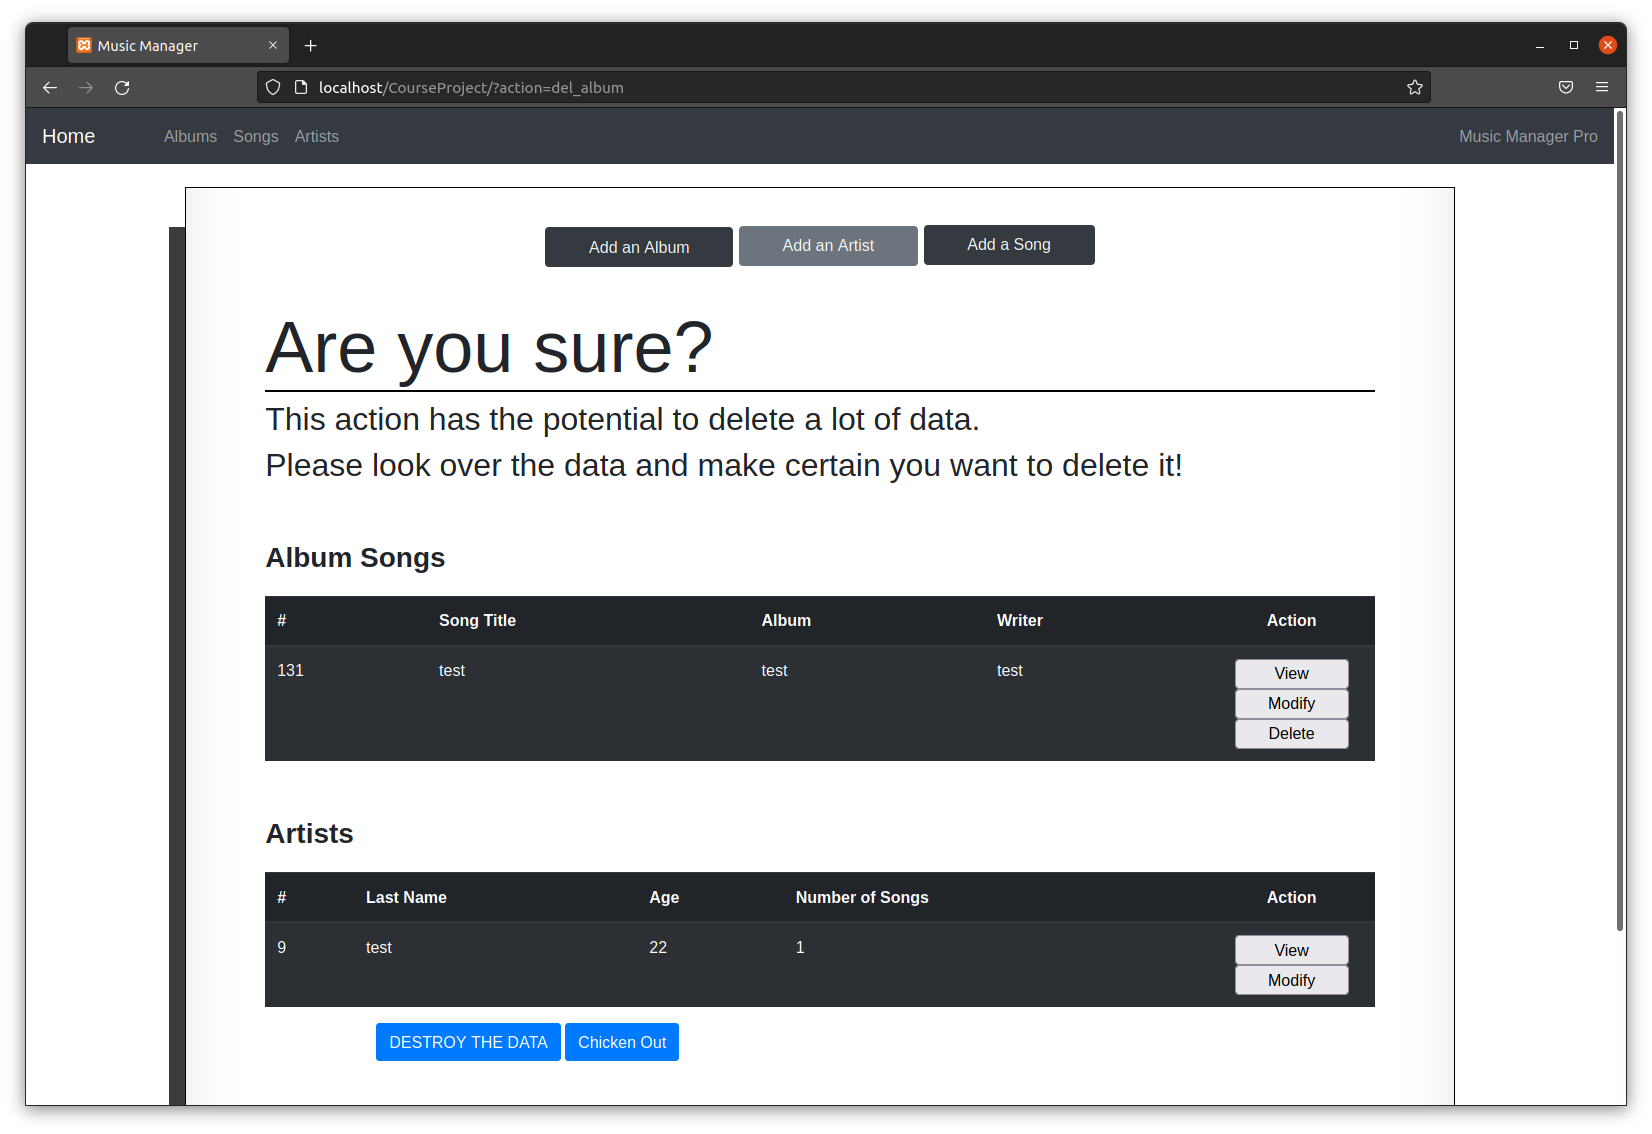 Music Manager
localhost/CourseProject/?action=del_album
Home Albums Songs Artists Music Manager Pro
Add an Album Add an Artist Add a Song
Are you sure?
This action has the potential to delete a lot of data.
Please look over the data and make certain you want to delete it!
Album Songs
# Song Title Album Writer Action
131 test test test View
Modify
Delete
Artists
# Last Name Age Number of Songs Action
9 test 22 1 View
Modify
DESTROY THE DATA Chicken Out